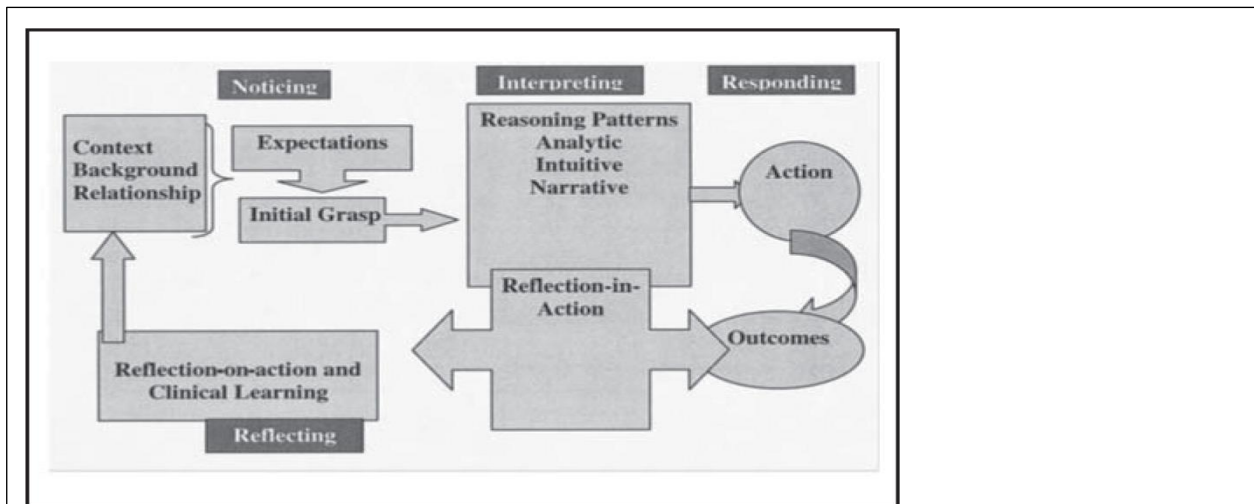 Noticing
Interpreting
Responding
Context
Background
Relationship
Expectations
Initial Grasp
Reasoning Patterns
Analytic
Intuitive
Narrative
Action
Reflection-in-
Action
Outcomes
Reflection-on-action and
Clinical Learning
Reflecting